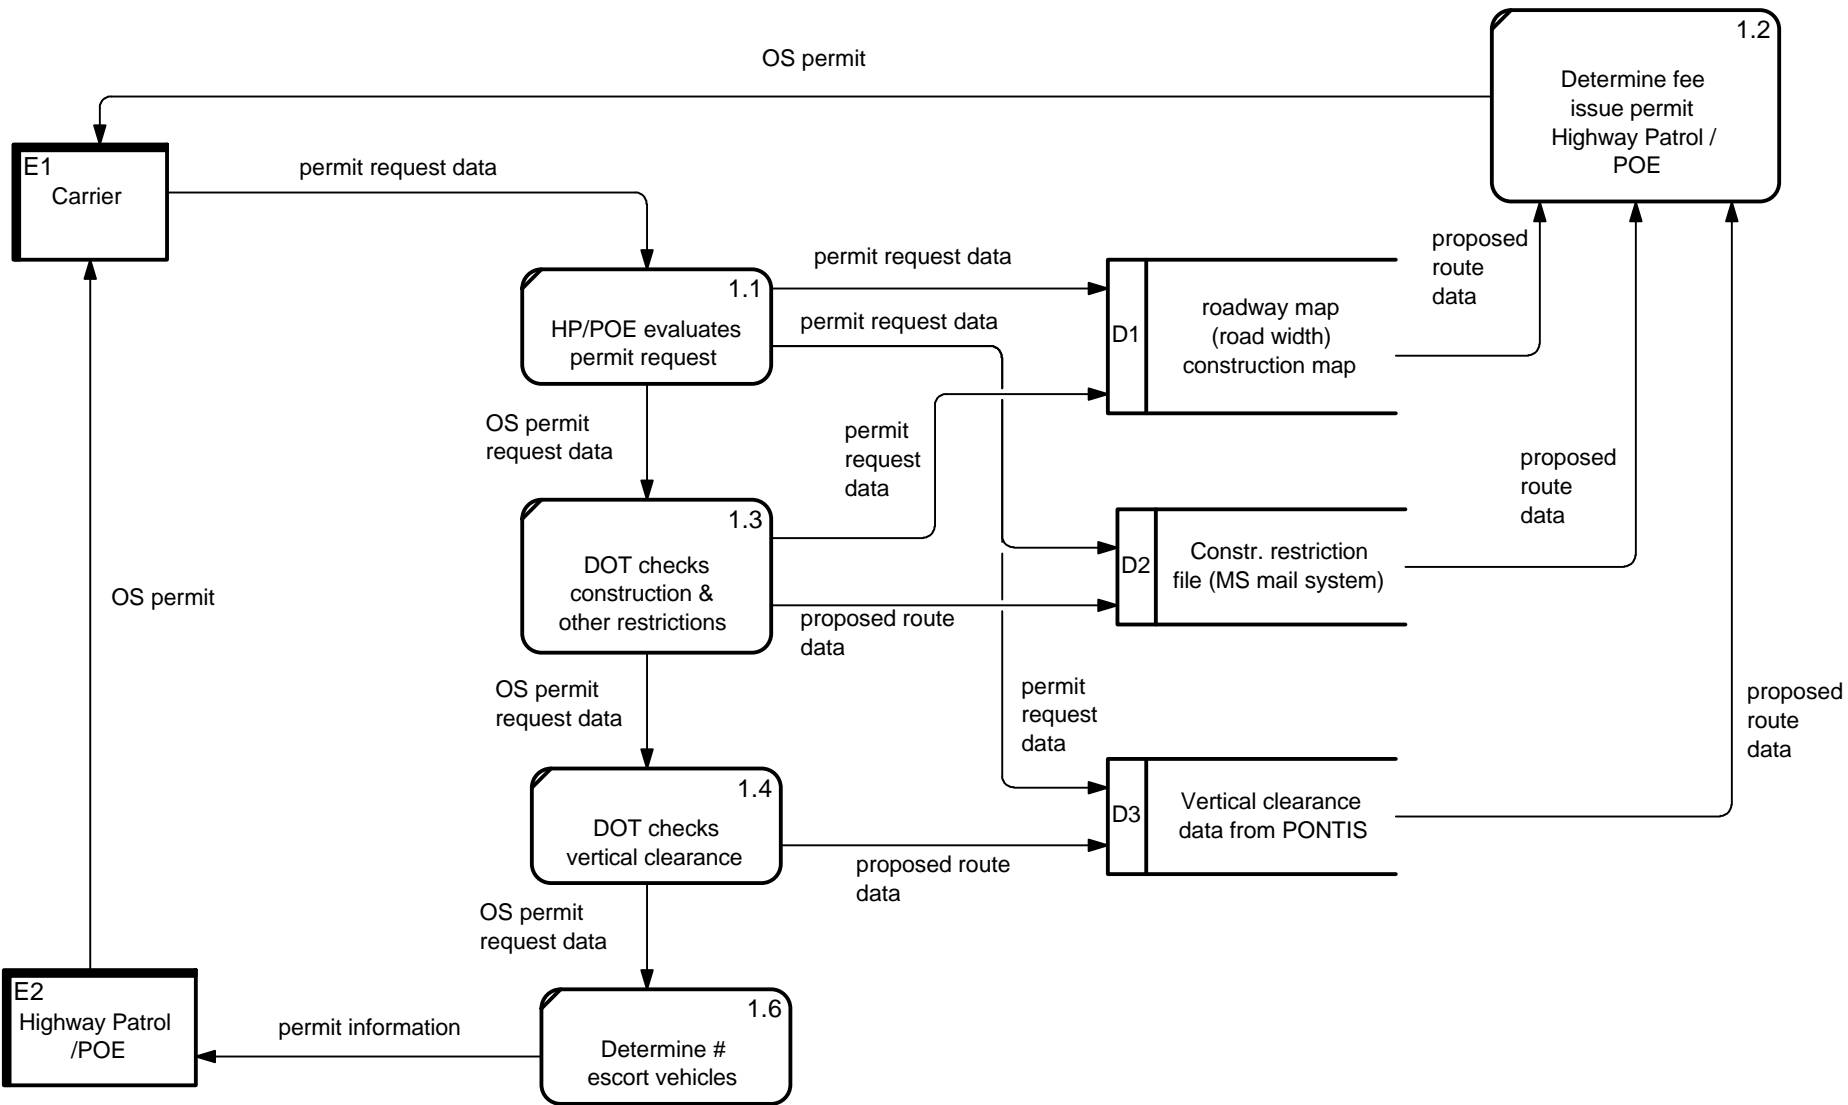 1.2
Determine fee
issue permit
Highway Patrol /
POE
OS permit
E1
Carrier
permit request data
proposed
route
data
permit request data
1.1
HP/POE evaluates
permit request
permit request data
D1
roadway map
(road width)
construction map
OS permit
request data
permit
request
data
proposed
route
data
1.3
DOT checks
construction &
other restrictions
D2
Constr. restriction
file (MS mail system)
OS permit
proposed route
data
OS permit
request data
permit
request
data
proposed
route
data
1.4
DOT checks
vertical clearance
D3
Vertical clearance
data from PONTIS
proposed route
data
OS permit
request data
E2
Highway Patrol
/POE
permit information
1.6
Determine #
escort vehicles